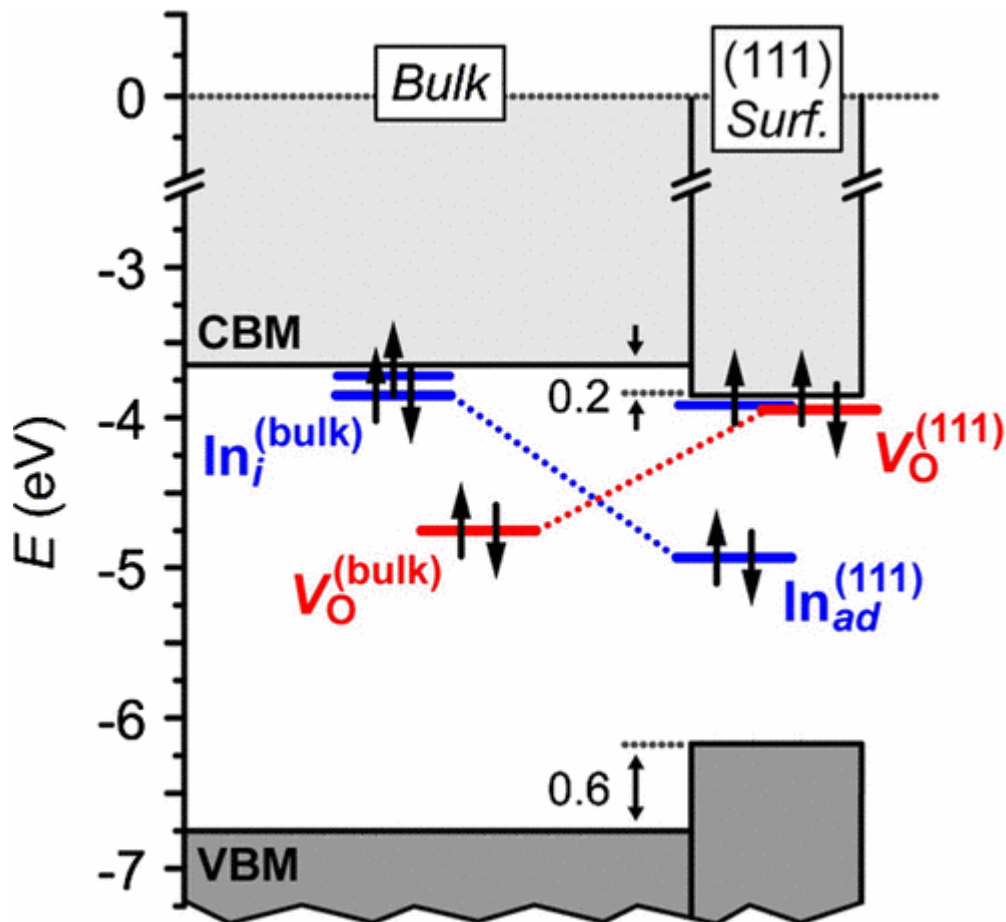 Bulk
(111)
Surf.
0
-3
CBM
0.2
-4
In_i^(bulk)
V_O^(111)
E (eV)
-5
V_O^(bulk)
In_ad^(111)
-6
0.6
VBM
-7